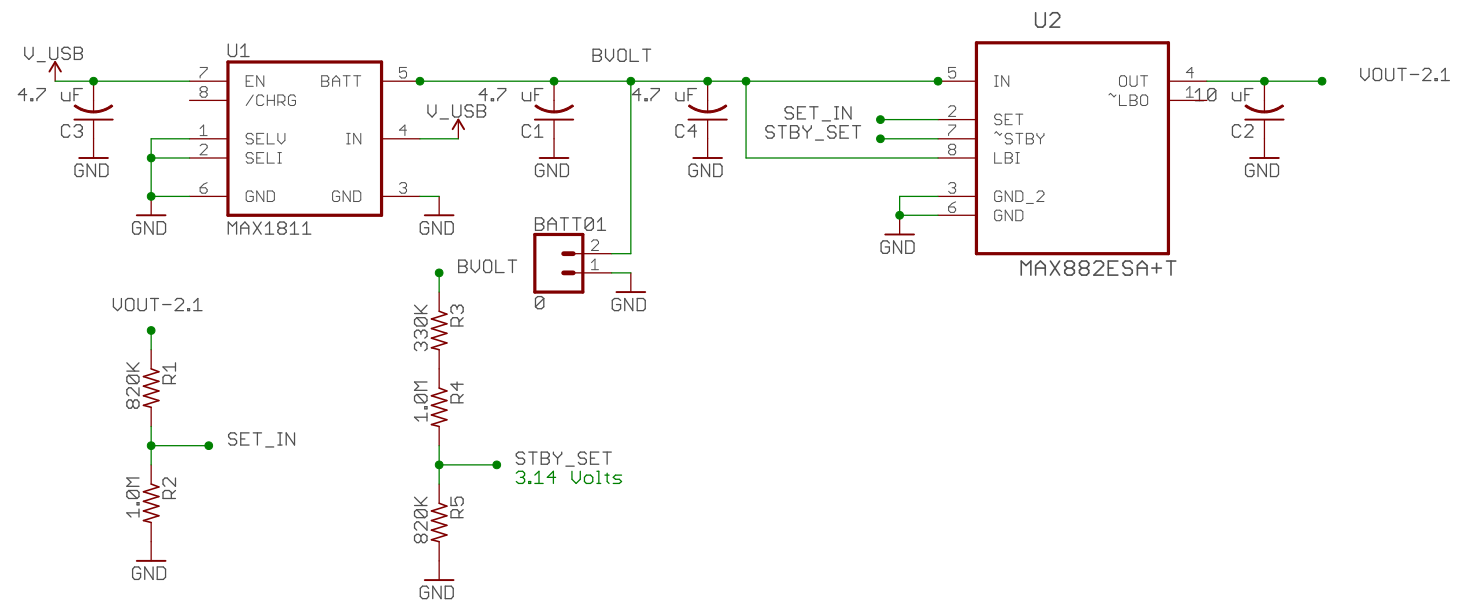 U2
V_USB
U1
BVOLT
7 EN BATT 5
5 IN OUT 4
VOUT-2.1
4.7 uF
8 /CHRG
4.7 uF
4.7 uF
~LBO 1
10 uF
C3
V_USB
C1
C4
SET_IN 2 SET
C2
1 SELV IN 4
STBY_SET 7 ~STBY
2 SELI
8 LBI
GND
GND
GND
GND
6 GND GND 3
3 GND_2
6 GND
GND
MAX1811
GND
BATT01
GND
2
1
MAX882ESA+T
BVOLT
0
GND
VOUT-2.1
330K R3
820K R1
1.0M R4
SET_IN
STBY_SET
3.14 Volts
1.0M R2
820K R5
GND
GND